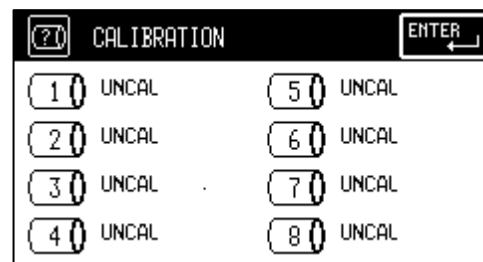 (?) CALIBRATION ENTER
1 UNCAL 5 UNCAL
2 UNCAL 6 UNCAL
3 UNCAL 7 UNCAL
4 UNCAL 8 UNCAL